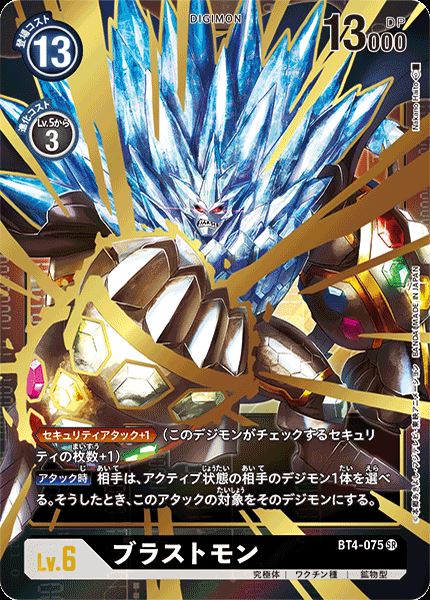 DIGIMON
登場コスト
13
DP
13000
進化コスト
Lv.5から
3
セキュリティアタック+1 (このデジモンがチェックするセキュリ
ティの枚数+1)
アタック時 相手は、アクティブ状態の相手のデジモン1体を選べ
る。そうしたとき、このアタックの対象をそのデジモンにする。
Lv.6
ブラストモン
BT4-075 SR
究極体 ワクチン種 鉱物型
Nakano Haito
BANDAI MADE IN JAPAN